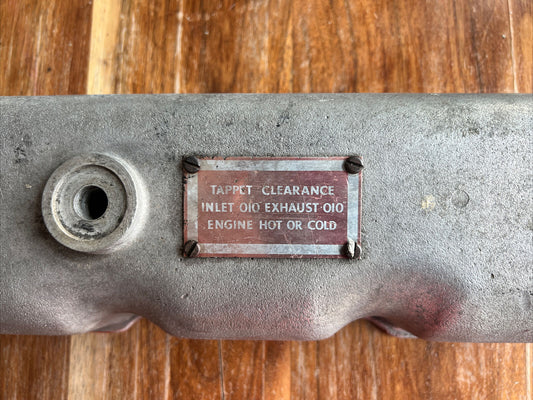 TAPPET CLEARANCE
INLET 010 EXHAUST 010
ENGINE HOT OR COLD